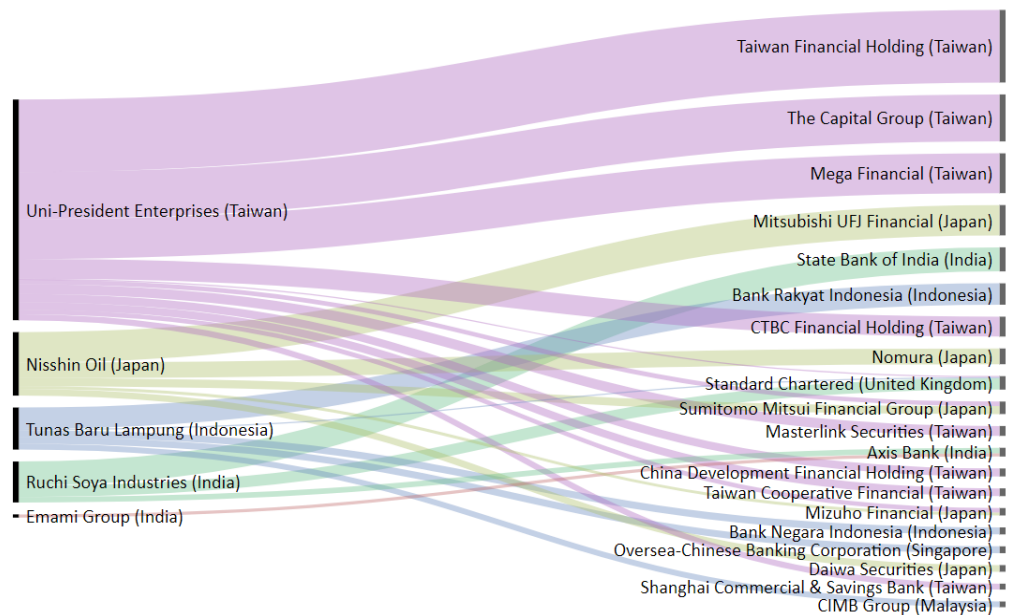 Uni-President Enterprises (Taiwan)
Nisshin Oil (Japan)
Tunas Baru Lampung (Indonesia)
Ruchi Soya Industries (India)
Emami Group (India)
Taiwan Financial Holding (Taiwan)
The Capital Group (Taiwan)
Mega Financial (Taiwan)
Mitsubishi UFJ Financial (Japan)
State Bank of India (India)
Bank Rakyat Indonesia (Indonesia)
CTBC Financial Holding (Taiwan)
Nomura (Japan)
Standard Chartered (United Kingdom)
Sumitomo Mitsui Financial Group (Japan)
Masterlink Securities (Taiwan)
Axis Bank (India)
China Development Financial Holding (Taiwan)
Taiwan Cooperative Financial (Taiwan)
Mizuho Financial (Japan)
Bank Negara Indonesia (Indonesia)
Oversea-Chinese Banking Corporation (Singapore)
Daiwa Securities (Japan)
Shanghai Commercial & Savings Bank (Taiwan)
CIMB Group (Malaysia)